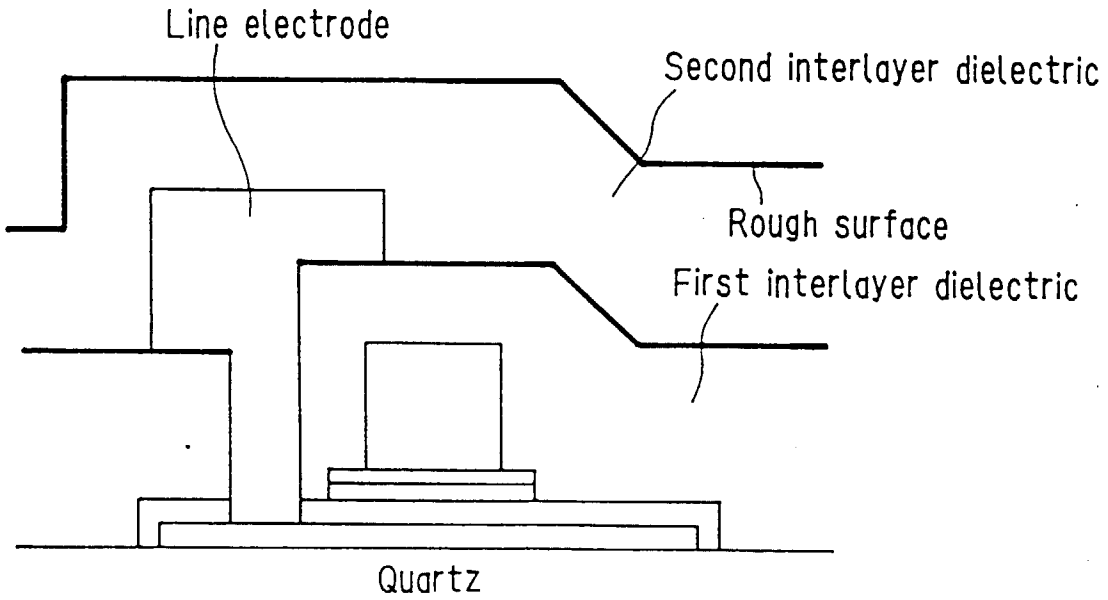 Line electrode
Second interlayer dielectric
Rough surface
First interlayer dielectric
Quartz